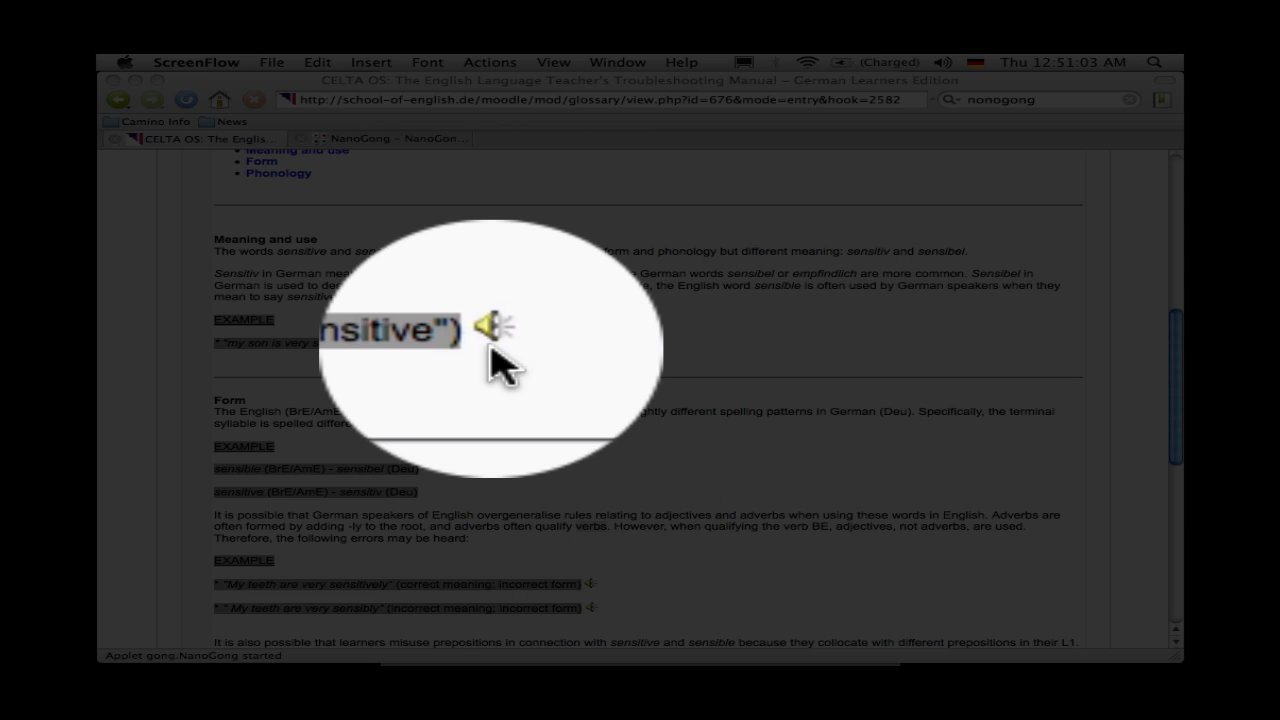 ScreenFlow File Edit Insert Font Actions View Window Help (Charged) Thu 12:51:03 AM
CELTA OS: The English Language Teacher's Troubleshooting Manual – German Learners Edition
http://school-of-english.de/moodle/mod/glossary/view.php?id=676&mode=entry&hook=2582 nonogong
Camino Info News
CELTA OS: The Englis... NanoGong – NanoGon...
• Meaning and use
• Form
• Phonology
Meaning and use
The words sensitive and orm and phonology but different meaning: sensitiv and sensibel.
Sensitiv in German German words sensibel or empfindlich are more common. Sensibel in
German is used to , the English word sensible is often used by German speakers when they
mean to say
EXAMPLE
nsitive")
* "my son is very
Form
The English (BrE/AmE ghtly different spelling patterns in German (Deu). Specifically, the terminal
syllable is spelled
EXAMPLE
sensible (BrE/AmE) - sensibel (Deu)
sensitive (BrE/AmE) - sensitiv (Deu)
It is possible that German speakers of English overgeneralise rules relating to adjectives and adverbs when using these words in English. Adverbs are
often formed by adding -ly to the root, and adverbs often qualify verbs. However, when qualifying the verb BE, adjectives, not adverbs, are used.
Therefore, the following errors may be heard:
EXAMPLE
* "My teeth are very sensitively" (correct meaning; incorrect form)
* " My teeth are very sensibly" (incorrect meaning; incorrect form)
It is also possible that learners misuse prepositions in connection with sensitive and sensible because they collocate with different prepositions in their L1.
Applet gong.NanoGong started